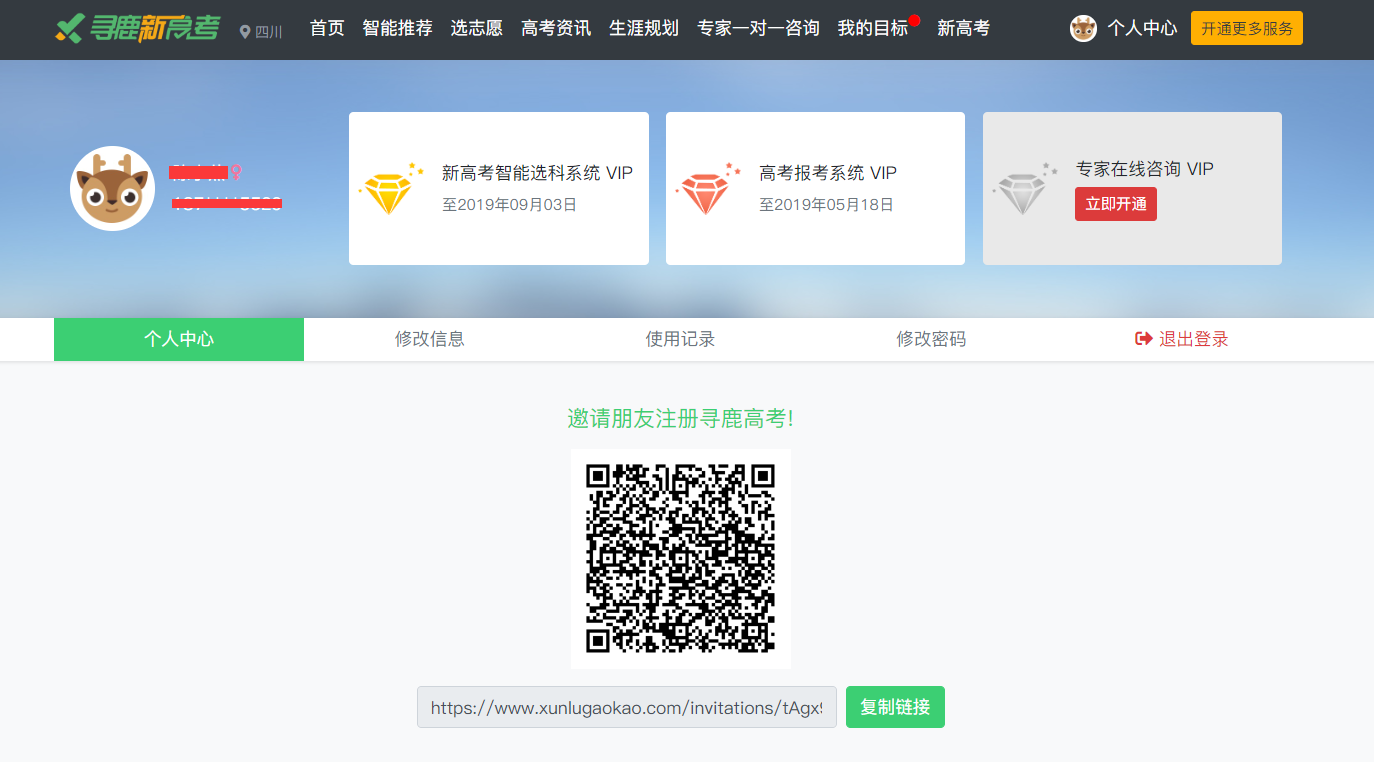 寻鹿新高考 四川 首页 智能推荐 选志愿 高考资讯 生涯规划 专家一对一咨询 我的目标 新高考 个人中心 开通更多服务
新高考智能选科系统 VIP
至2019年09月03日
高考报考系统 VIP
至2019年05月18日
专家在线咨询 VIP
立即开通
个人中心 修改信息 使用记录 修改密码 退出登录
邀请朋友注册寻鹿高考!
https://www.xunlugaokao.com/invitations/tAgx 复制链接